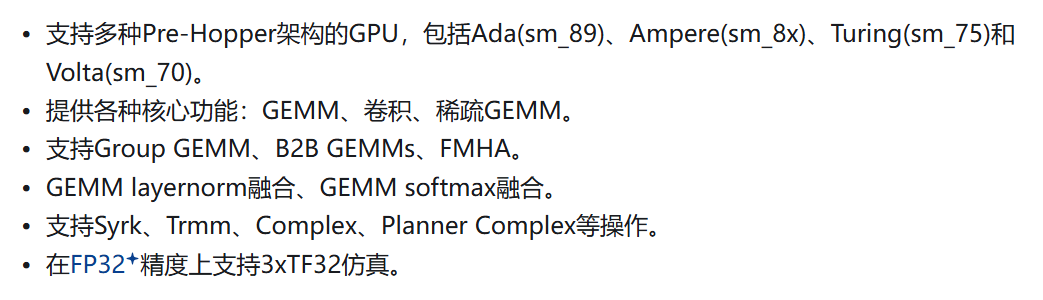 • 支持多种Pre-Hopper架构的GPU，包括Ada(sm_89)、Ampere(sm_8x)、Turing(sm_75)和
Volta(sm_70)。
• 提供各种核心功能：GEMM、卷积、稀疏GEMM。
• 支持Group GEMM、B2B GEMMs、FMHA。
• GEMM layernorm融合、GEMM softmax融合。
• 支持Syrk、Trmm、Complex、Planner Complex等操作。
• 在FP32精度上支持3xTF32仿真。